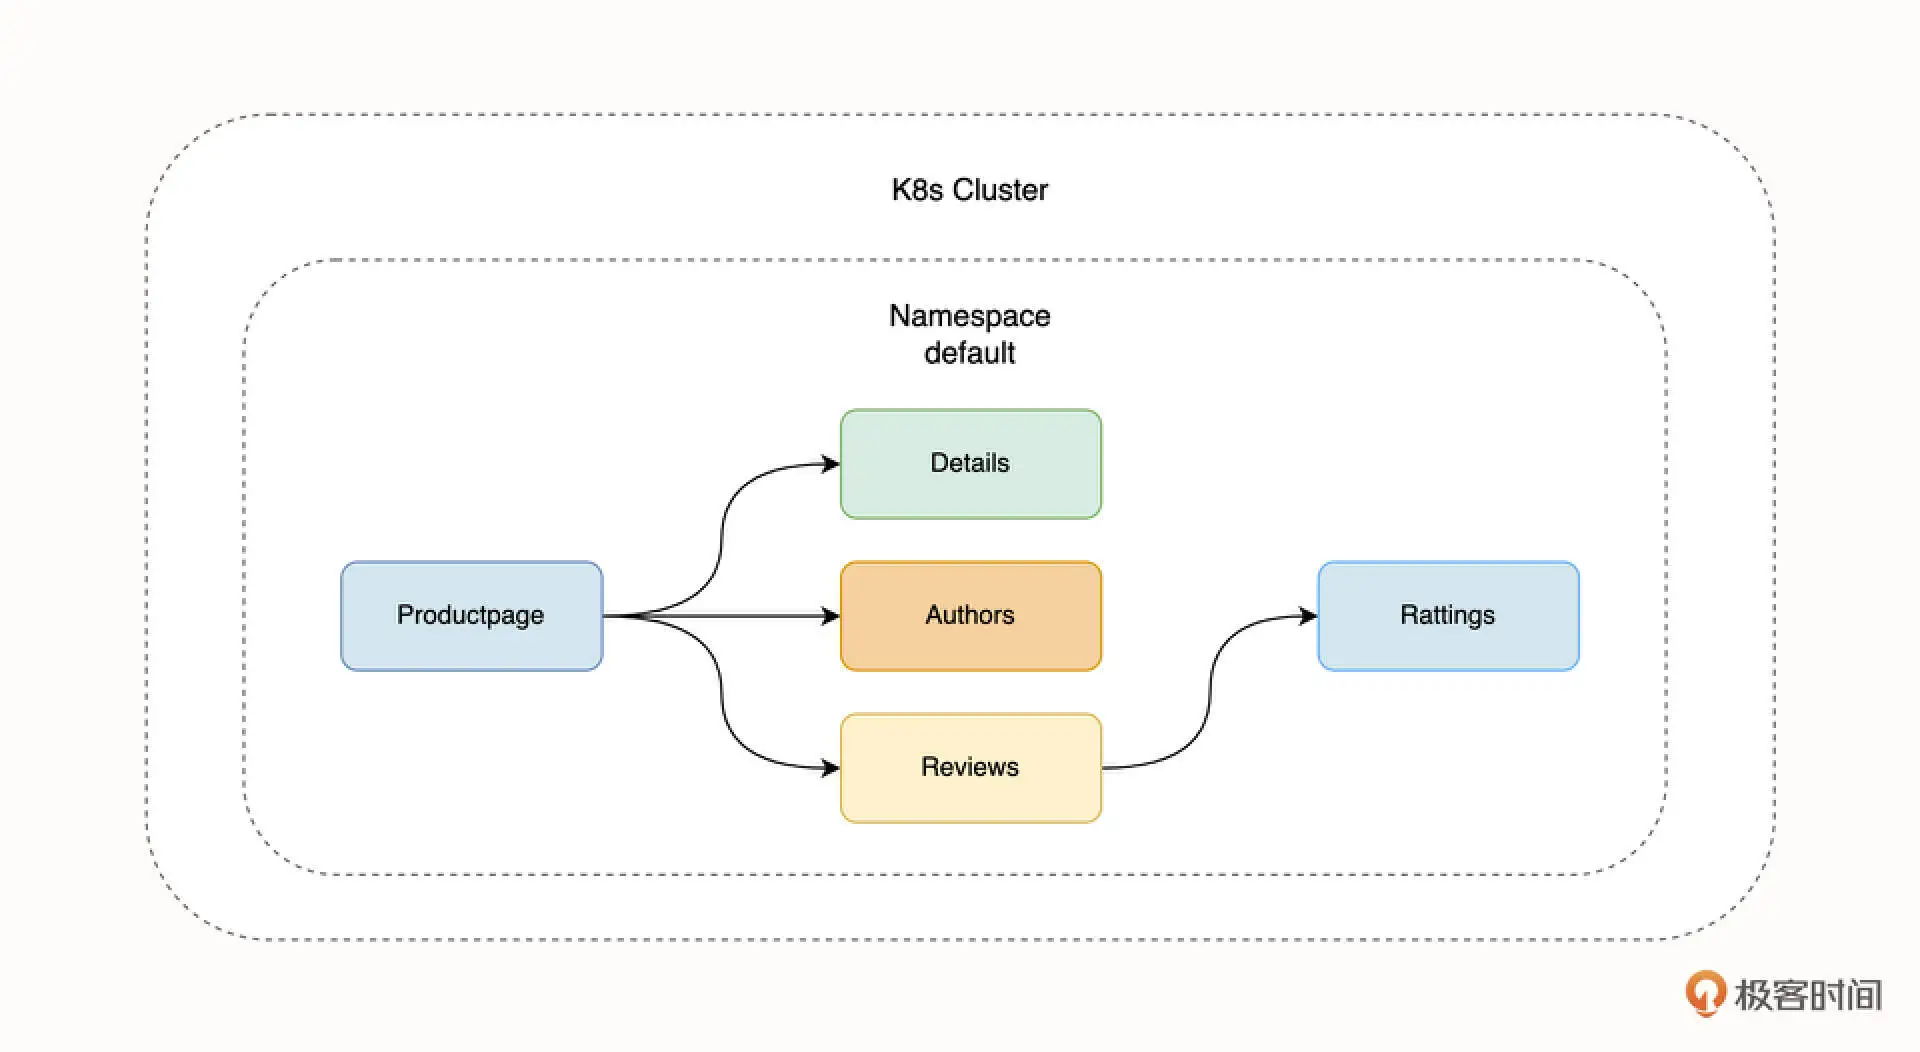 K8s Cluster
Namespace
default
Details
Productpage
Authors
Rattings
Reviews
极客时间